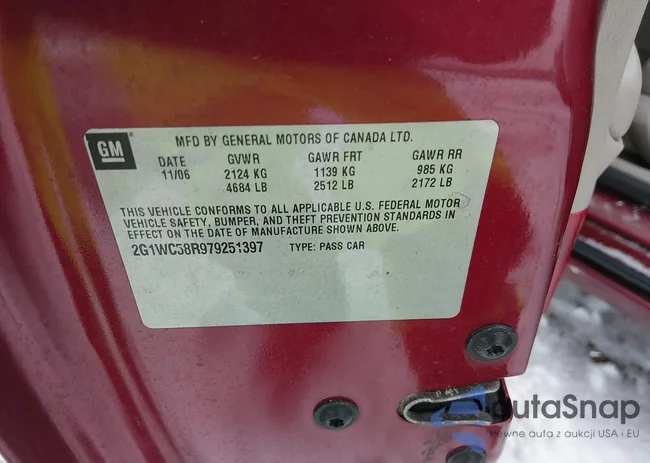 GM
MFD BY GENERAL MOTORS OF CANADA LTD.
DATE GVWR GAWR FRT GAWR RR
11/06 2124 KG 1139 KG 985 KG
4684 LB 2512 LB 2172 LB
THIS VEHICLE CONFORMS TO ALL APPLICABLE U.S. FEDERAL MOTOR
VEHICLE SAFETY, BUMPER, AND THEFT PREVENTION STANDARDS IN
EFFECT ON THE DATE OF MANUFACTURE SHOWN ABOVE.
2G1WC58R979251397 TYPE: PASS CAR
autaSnap
Pewne auta z aukcji USA i EU